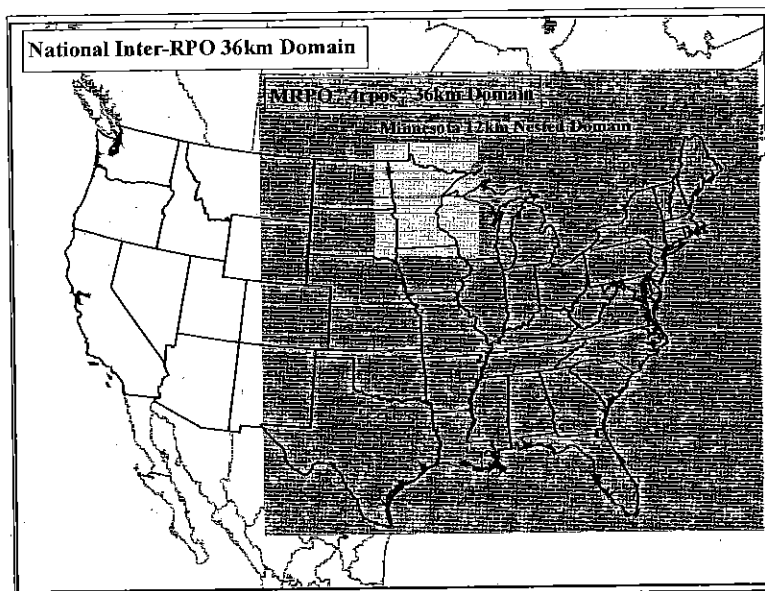 National Inter-RPO 36km Domain
MRPO "4rpos" 36km Domain
Minnesota 12km Nested Domain